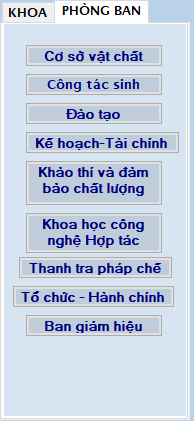 KHOA
PHÒNG BAN
Cơ sở vật chất
Công tác sinh
Đào tạo
Kế hoạch-Tài chính
Khảo thí và đảm
bảo chất lượng
Khoa học công
nghệ Hợp tác
Thanh tra pháp chế
Tổ chức - Hành chính
Ban giám hiệu